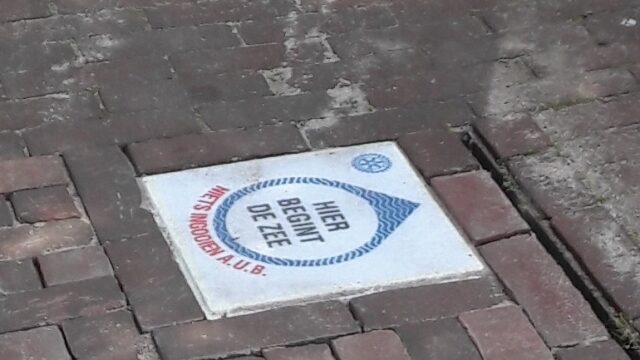 HIER
BEGINT
DE ZEE
NIETS INGOOIEN A.U.B.